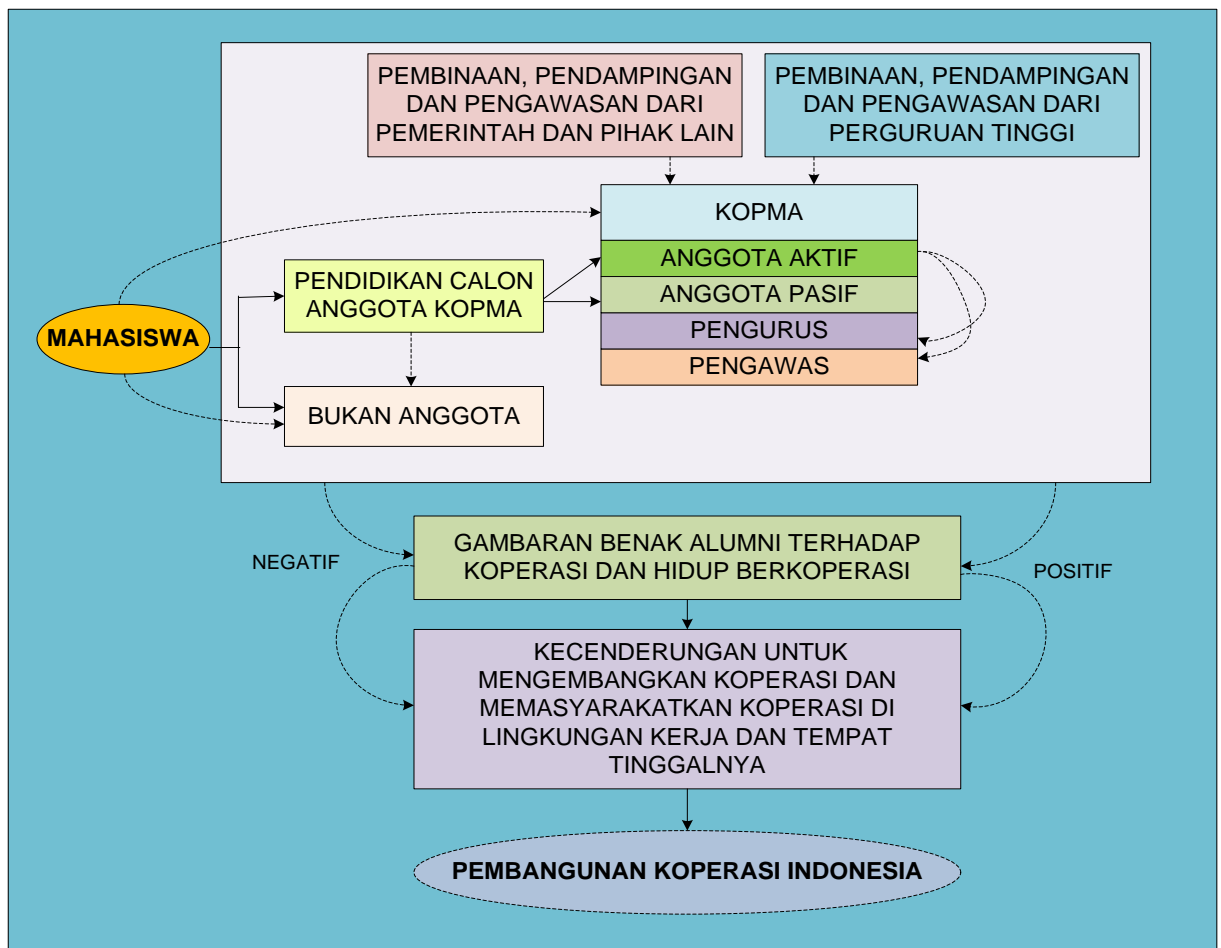 PEMBINAAN, PENDAMPINGAN
DAN PENGAWASAN DARI
PEMERINTAH DAN PIHAK LAIN
PEMBINAAN, PENDAMPINGAN
DAN PENGAWASAN DARI
PERGURUAN TINGGI
KOPMA
ANGGOTA AKTIF
ANGGOTA PASIF
PENGURUS
PENGAWAS
PENDIDIKAN CALON
ANGGOTA KOPMA
MAHASISWA
BUKAN ANGGOTA
GAMBARAN BENAK ALUMNI TERHADAP
KOPERASI DAN HIDUP BERKOPERASI
NEGATIF
POSITIF
KECENDERUNGAN UNTUK
MENGEMBANGKAN KOPERASI DAN
MEMASYARAKATKAN KOPERASI DI
LINGKUNGAN KERJA DAN TEMPAT
TINGGALNYA
PEMBANGUNAN KOPERASI INDONESIA